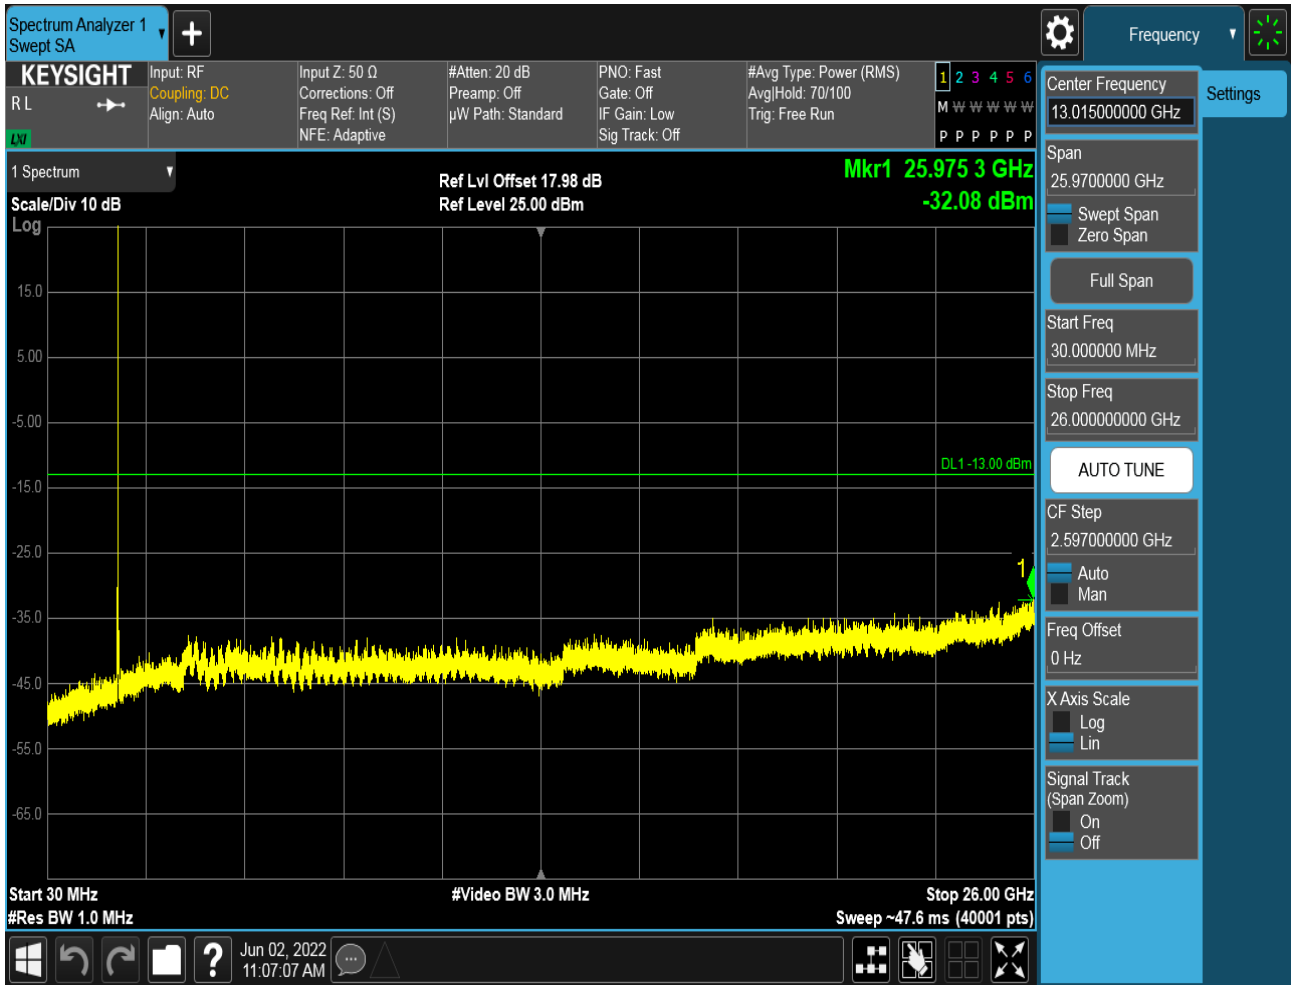 Spectrum Analyzer 1
Swept SA
Frequency
KEYSIGHT
R L
LXI
Input: RF
Coupling: DC
Align: Auto
Input Z: 50 Ω
Corrections: Off
Freq Ref: Int (S)
NFE: Adaptive
#Atten: 20 dB
Preamp: Off
µW Path: Standard
PNO: Fast
Gate: Off
IF Gain: Low
Sig Track: Off
#Avg Type: Power (RMS)
Avg|Hold: 70/100
Trig: Free Run
1 2 3 4 5 6
M W W W W W
P P P P P P
1 Spectrum
Scale/Div 10 dB
Log
Ref Lvl Offset 17.98 dB
Ref Level 25.00 dBm
Mkr1 25.975 3 GHz
-32.08 dBm
15.0
5.00
-5.00
-15.0
-25.0
-35.0
-45.0
-55.0
-65.0
DL1 -13.00 dBm
1
Start 30 MHz
#Res BW 1.0 MHz
#Video BW 3.0 MHz
Stop 26.00 GHz
Sweep ~47.6 ms (40001 pts)
Center Frequency
13.015000000 GHz
Settings
Span
25.9700000 GHz
Swept Span
Zero Span
Full Span
Start Freq
30.000000 MHz
Stop Freq
26.000000000 GHz
AUTO TUNE
CF Step
2.597000000 GHz
Auto
Man
Freq Offset
0 Hz
X Axis Scale
Log
Lin
Signal Track
(Span Zoom)
On
Off
?
Jun 02, 2022
11:07:07 AM